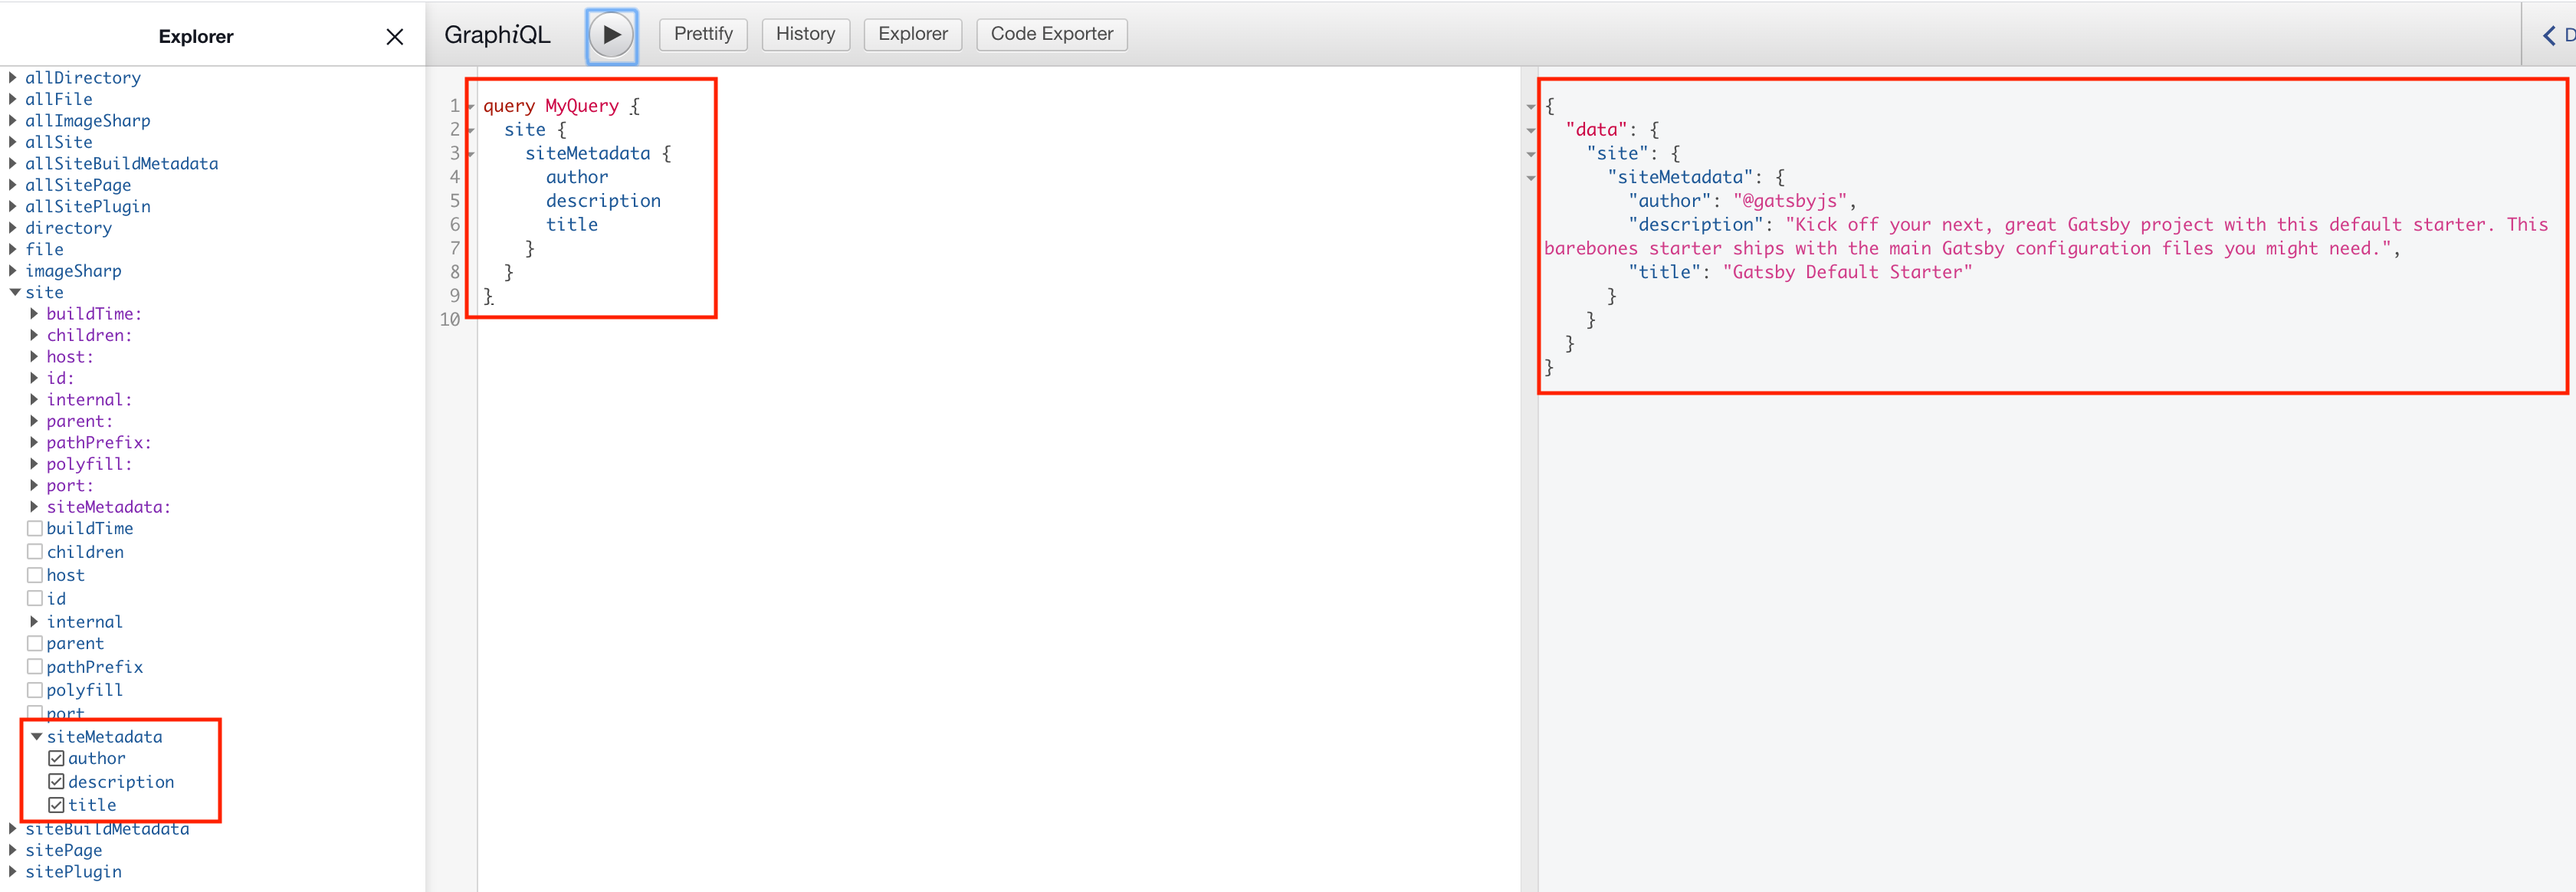 Explorer
GraphiQL
Prettify
History
Explorer
Code Exporter
allDirectory
allFile
allImageSharp
allSite
allSiteBuildMetadata
allSitePage
allSitePlugin
directory
file
imageSharp
site
buildTime:
children:
host:
id:
internal:
parent:
pathPrefix:
polyfill:
port:
siteMetadata:
buildTime
children
host
id
internal
parent
pathPrefix
polyfill
port
siteMetadata
author
description
title
siteBuildMetadata
sitePage
sitePlugin
1 query MyQuery {
2 site {
3 siteMetadata {
4 author
5 description
6 title
7 }
8 }
9 }
10
{
"data": {
"site": {
"siteMetadata": {
"author": "@gatsbyjs",
"description": "Kick off your next, great Gatsby project with this default starter. This
barebones starter ships with the main Gatsby configuration files you might need.",
"title": "Gatsby Default Starter"
}
}
}
}